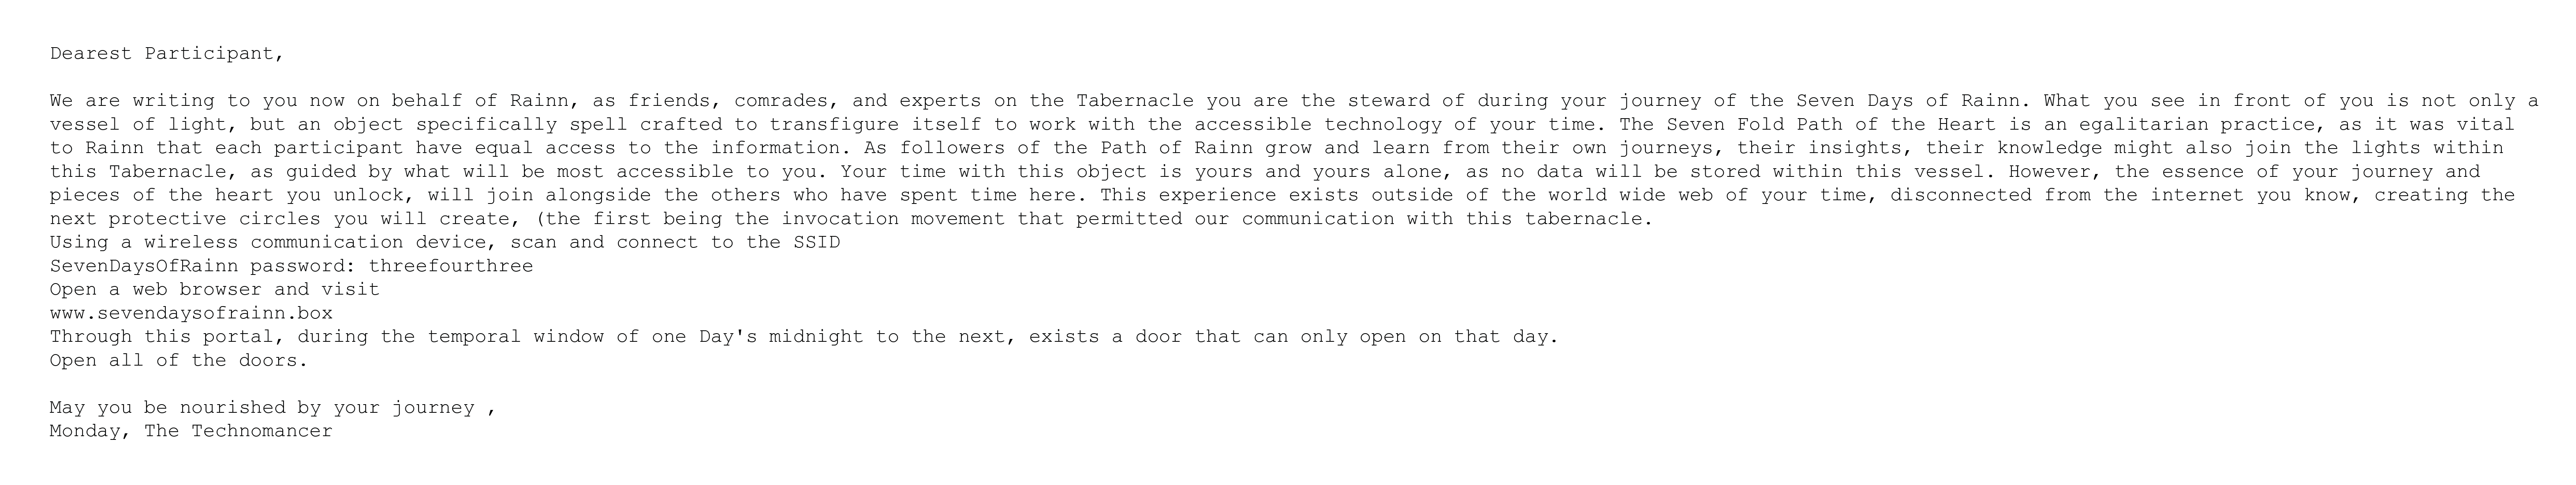 Dearest Participant,
We are writing to you now on behalf of Rainn, as friends, comrades, and experts on the Tabernacle you are the steward of during your journey of the Seven Days of Rainn. What you see in front of you is not only a
vessel of light, but an object specifically spell crafted to transfigure itself to work with the accessible technology of your time. The Seven Fold Path of the Heart is an egalitarian practice, as it was vital
to Rainn that each participant have equal access to the information. As followers of the Path of Rainn grow and learn from their own journeys, their insights, their knowledge might also join the lights within
this Tabernacle, as guided by what will be most accessible to you. Your time with this object is yours and yours alone, as no data will be stored within this vessel. However, the essence of your journey and
pieces of the heart you unlock, will join alongside the others who have spent time here. This experience exists outside of the world wide web of your time, disconnected from the internet you know, creating the
next protective circles you will create, (the first being the invocation movement that permitted our communication with this tabernacle.
Using a wireless communication device, scan and connect to the SSID
SevenDaysOfRainn password: threefourthree
Open a web browser and visit
www.sevendaysofrainn.box
Through this portal, during the temporal window of one Day's midnight to the next, exists a door that can only open on that day.
Open all of the doors.
May you be nourished by your journey ,
Monday, The Technomancer